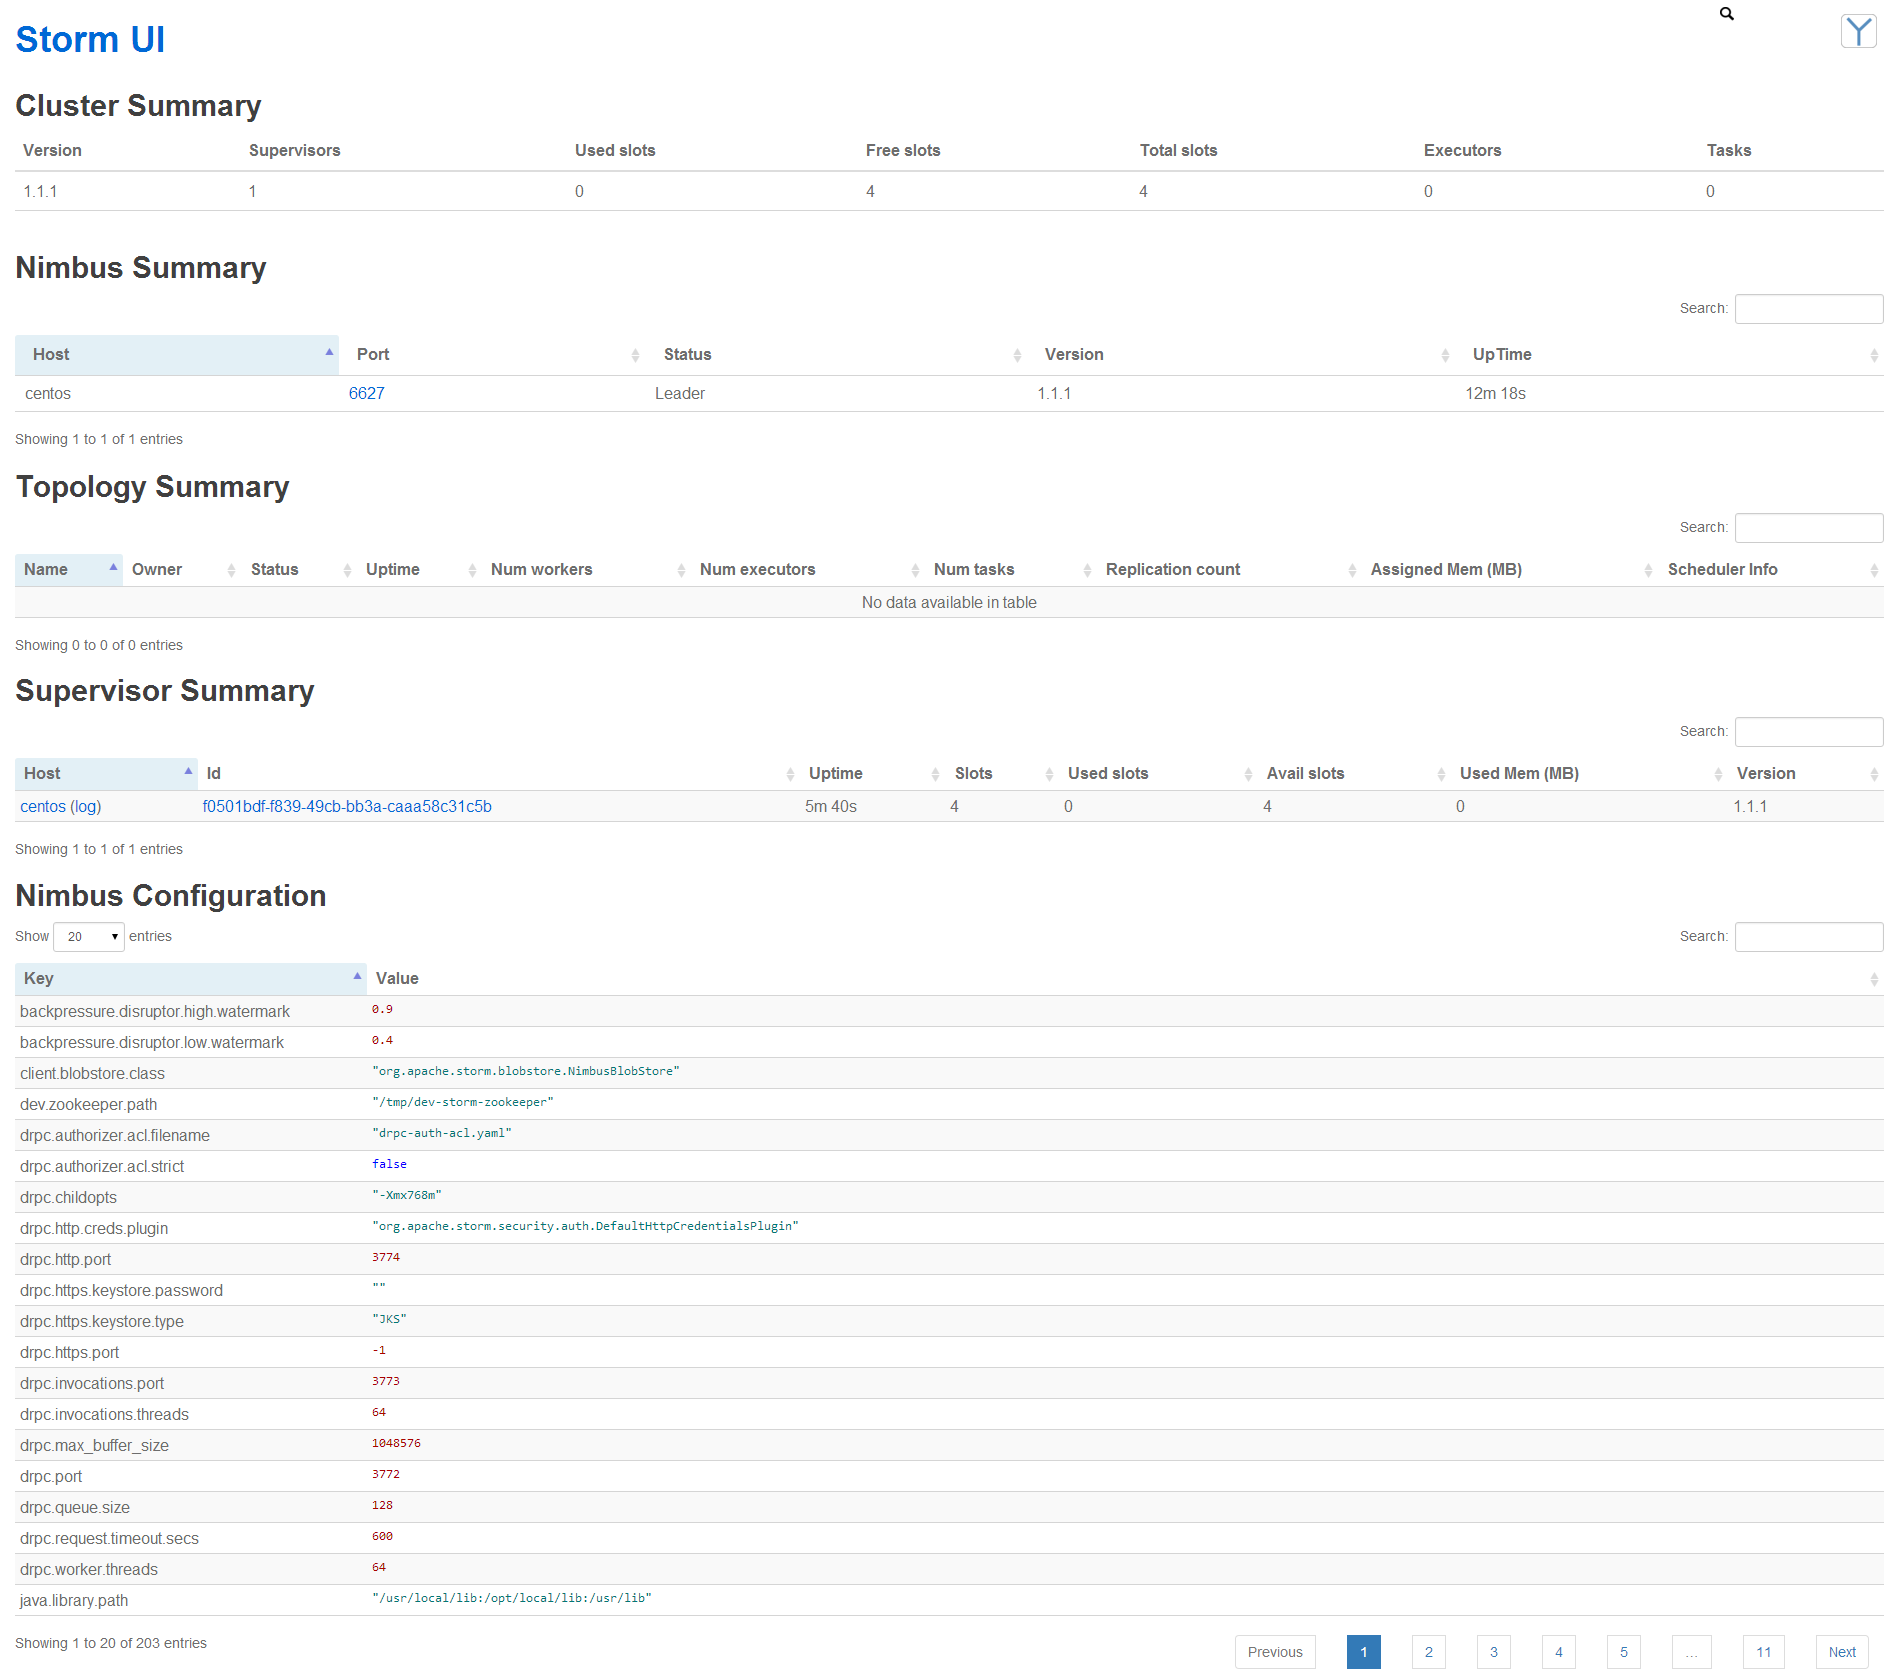 Storm UI
Cluster Summary
Version Supervisors Used slots Free slots Total slots Executors Tasks
1.1.1 1 0 4 4 0 0
Nimbus Summary
Search:
Host Port Status Version UpTime
centos 6627 Leader 1.1.1 12m 18s
Showing 1 to 1 of 1 entries
Topology Summary
Search:
Name Owner Status Uptime Num workers Num executors Num tasks Replication count Assigned Mem (MB) Scheduler Info
No data available in table
Showing 0 to 0 of 0 entries
Supervisor Summary
Search:
Host Id Uptime Slots Used slots Avail slots Used Mem (MB) Version
centos (log) f0501bdf-f839-49cb-bb3a-caaa58c31c5b 5m 40s 4 0 4 0 1.1.1
Showing 1 to 1 of 1 entries
Nimbus Configuration
Show 20 entries Search:
Key Value
backpressure.disruptor.high.watermark 0.9
backpressure.disruptor.low.watermark 0.4
client.blobstore.class "org.apache.storm.blobstore.NimbusBlobStore"
dev.zookeeper.path "/tmp/dev-storm-zookeeper"
drpc.authorizer.acl.filename "drpc-auth-acl.yaml"
drpc.authorizer.acl.strict false
drpc.childopts "-Xmx768m"
drpc.http.creds.plugin "org.apache.storm.security.auth.DefaultHttpCredentialsPlugin"
drpc.http.port 3774
drpc.https.keystore.password ""
drpc.https.keystore.type "JKS"
drpc.https.port -1
drpc.invocations.port 3773
drpc.invocations.threads 64
drpc.max_buffer_size 1048576
drpc.port 3772
drpc.queue.size 128
drpc.request.timeout.secs 600
drpc.worker.threads 64
java.library.path "/usr/local/lib:/opt/local/lib:/usr/lib"
Showing 1 to 20 of 203 entries Previous 1 2 3 4 5 … 11 Next